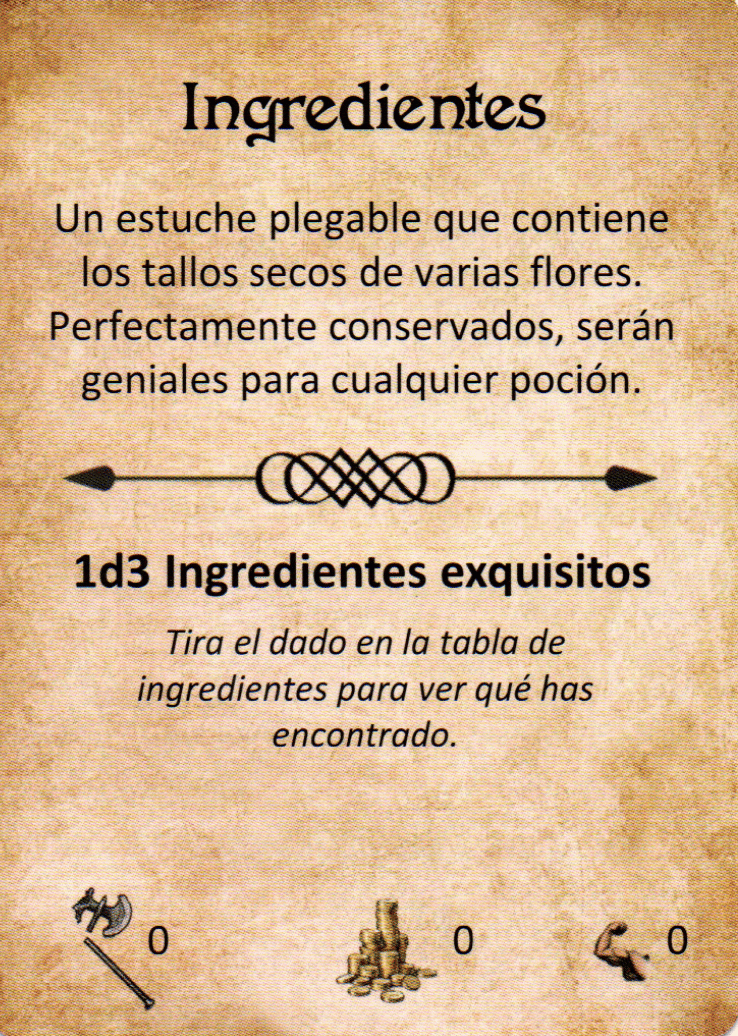 Ingredientes
Un estuche plegable que contiene
los tallos secos de varias flores.
Perfectamente conservados, serán
geniales para cualquier poción.
1d3 Ingredientes exquisitos
Tira el dado en la tabla de
ingredientes para ver qué has
encontrado.
0 0 0